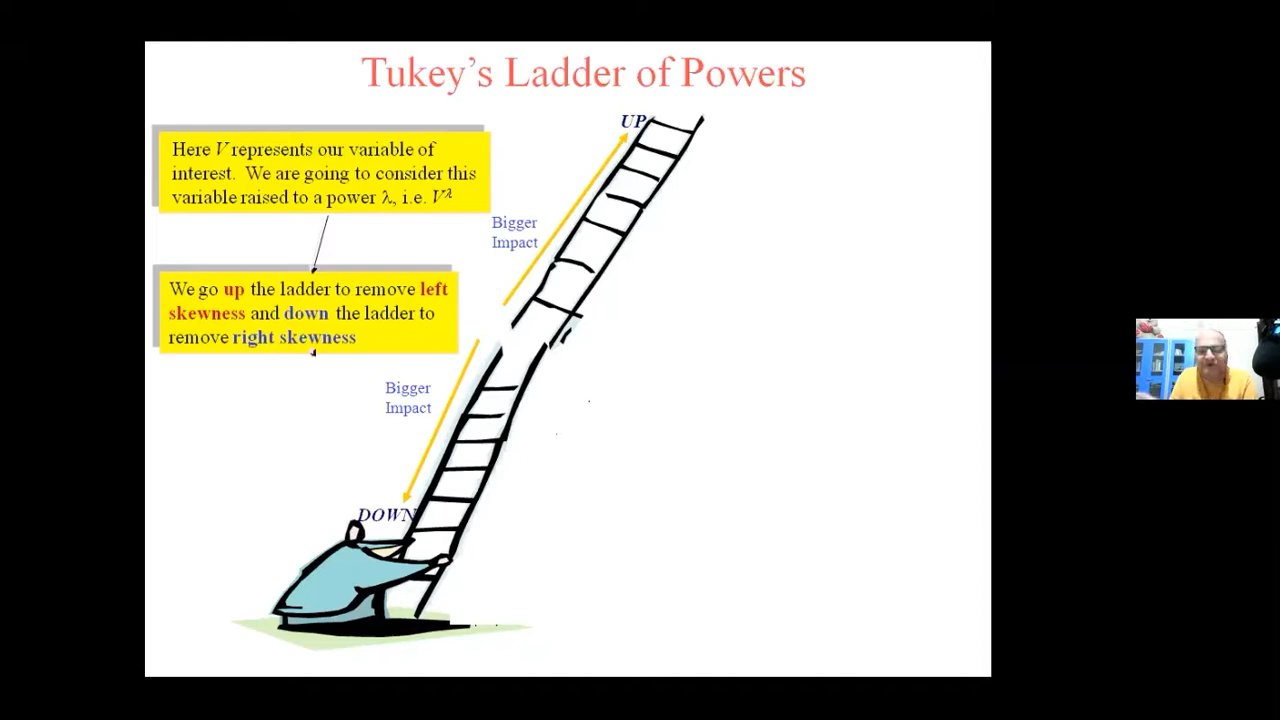 Tukey's Ladder of Powers
UP
Here V represents our variable of
interest. We are going to consider this
variable raised to a power λ, i.e. V^λ
Bigger
Impact
We go up the ladder to remove left
skewness and down the ladder to
remove right skewness
Bigger
Impact
DOWN